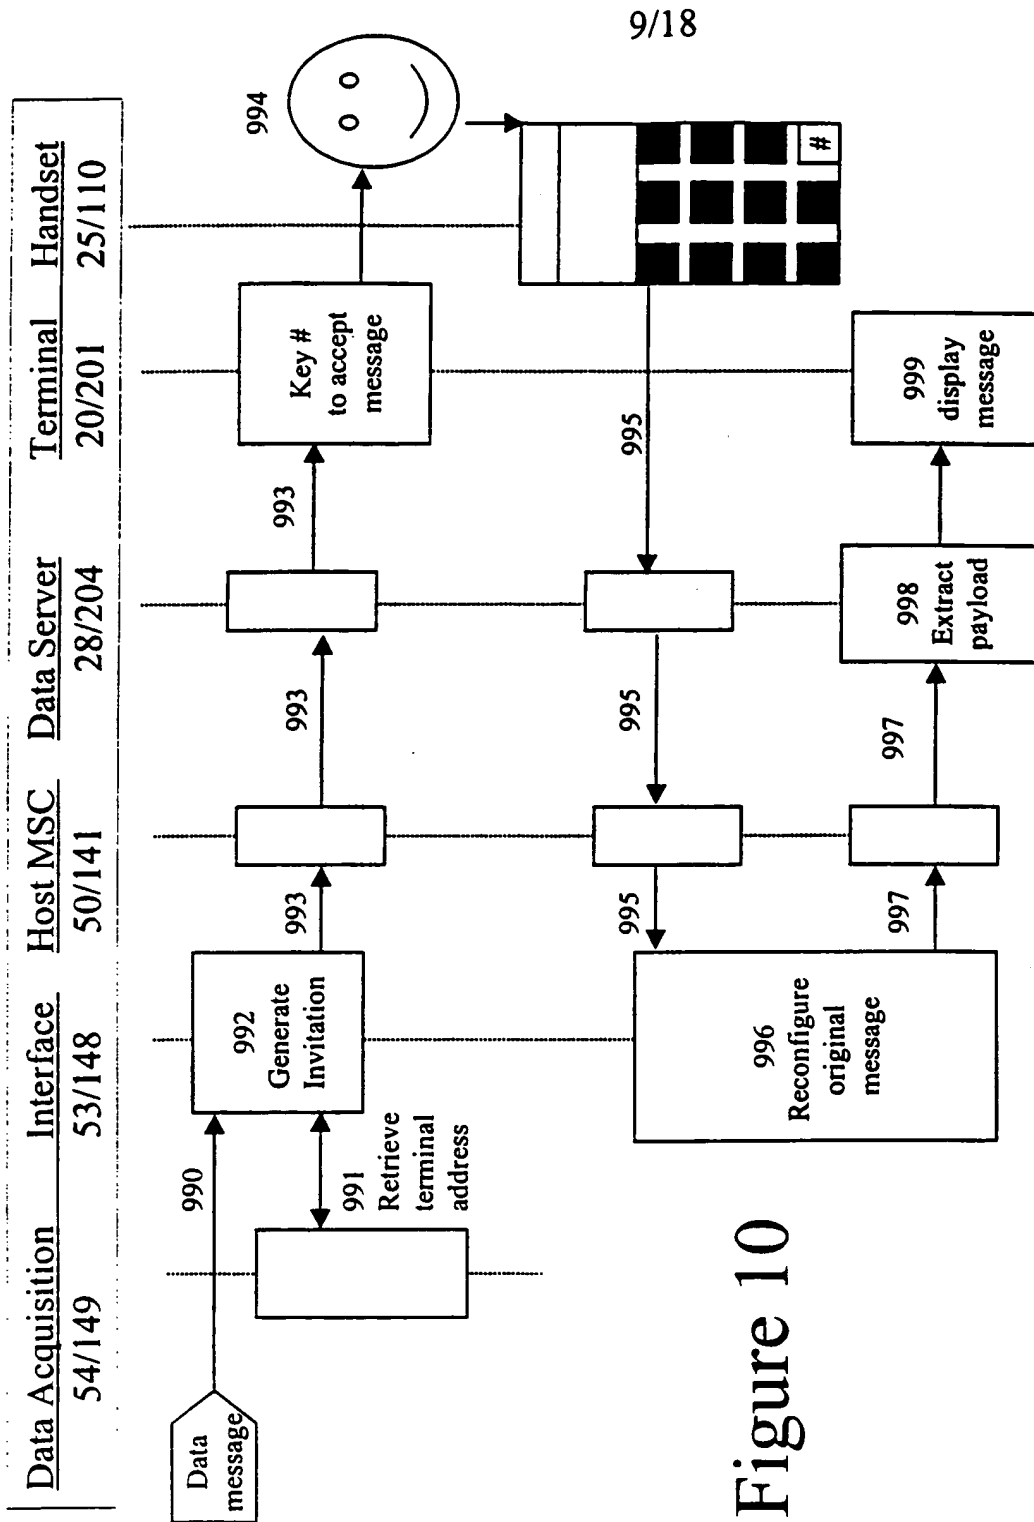 9/18
Data Acquisition
54/149
Interface
53/148
Host MSC
50/141
Data Server
28/204
Terminal
20/201
Handset
25/110
Data
message
990
991
Retrieve
terminal
address
992
Generate
Invitation
993
993
993
Key #
to accept
message
994
#
995
995
995
996
Reconfigure
original
message
997
997
998
Extract
payload
999
display
message
Figure 10